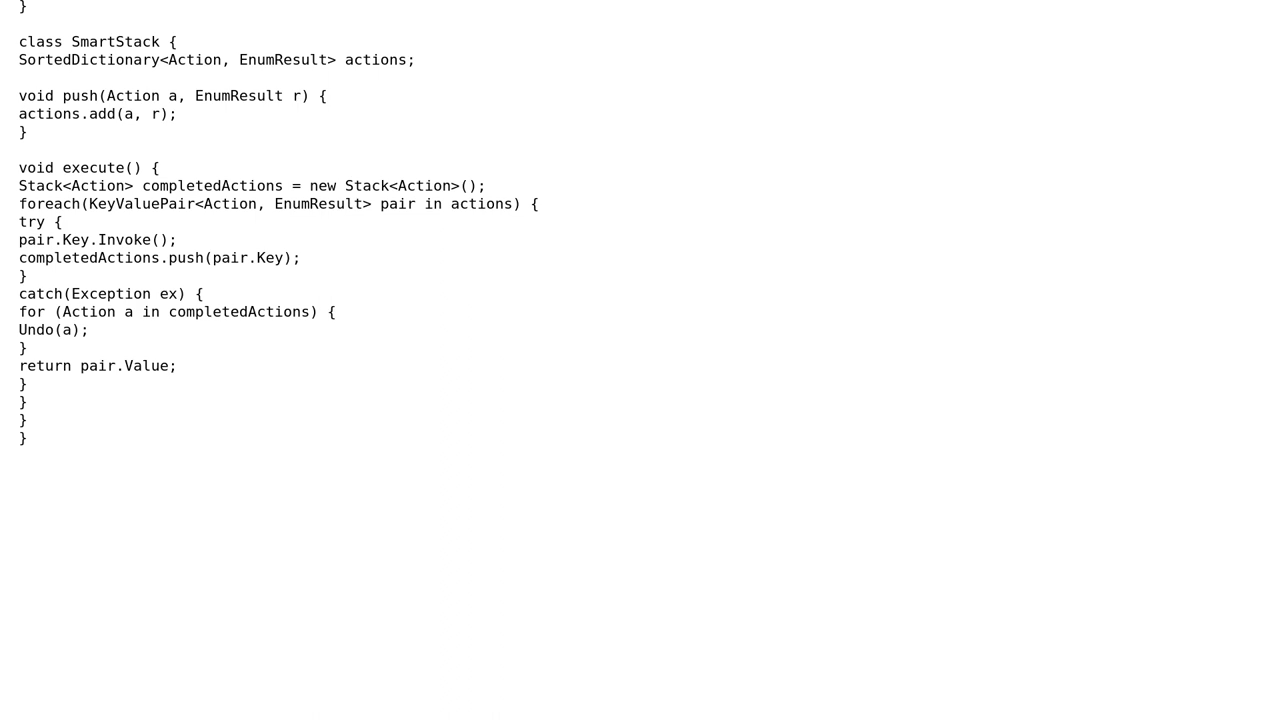 }
class SmartStack {
SortedDictionary<Action, EnumResult> actions;
void push(Action a, EnumResult r) {
actions.add(a, r);
}
void execute() {
Stack<Action> completedActions = new Stack<Action>();
foreach(KeyValuePair<Action, EnumResult> pair in actions) {
try {
pair.Key.Invoke();
completedActions.push(pair.Key);
}
catch(Exception ex) {
for (Action a in completedActions) {
Undo(a);
}
return pair.Value;
}
}
}
}